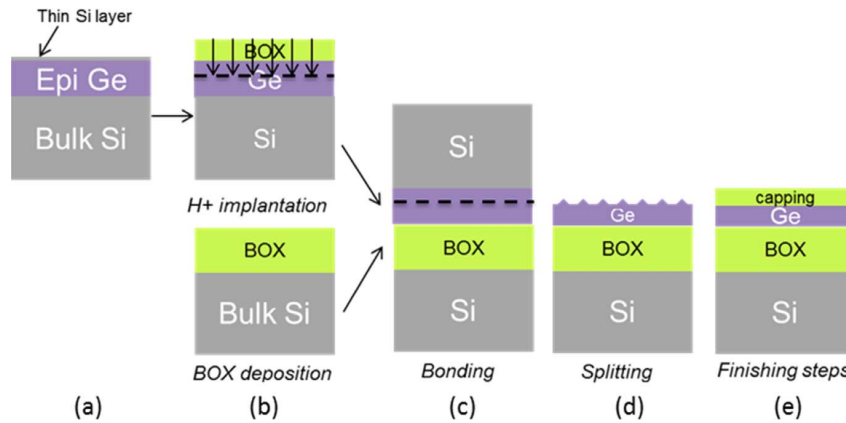 Thin Si layer
Epi Ge
Bulk Si
BOX
Ge
Si
H+ implantation
BOX
Bulk Si
BOX deposition
Si
BOX
Si
Bonding
Ge
BOX
Si
Splitting
capping
Ge
BOX
Si
Finishing steps
(a) (b) (c) (d) (e)